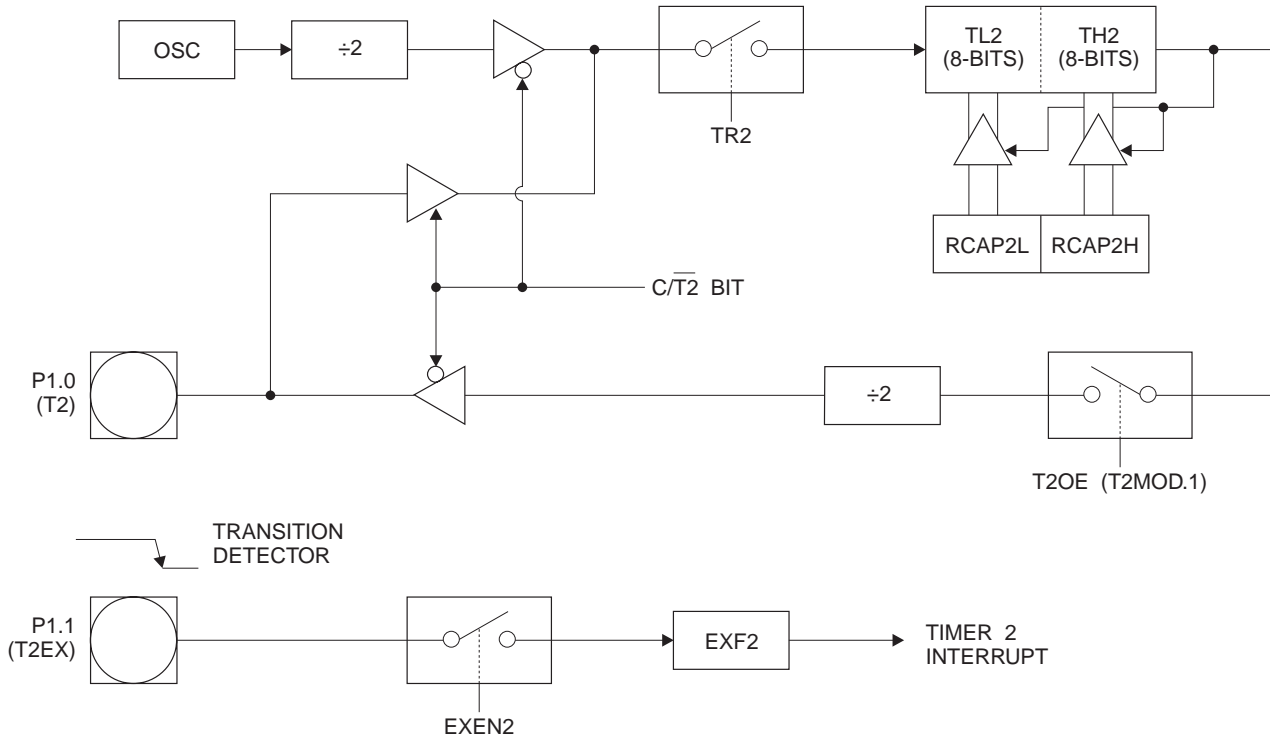 OSC
÷2
TR2
TL2
(8-BITS)
TH2
(8-BITS)
RCAP2L
RCAP2H
C/T2̅ BIT
P1.0
(T2)
÷2
T2OE (T2MOD.1)
TRANSITION
DETECTOR
P1.1
(T2EX)
EXF2
TIMER 2
INTERRUPT
EXEN2